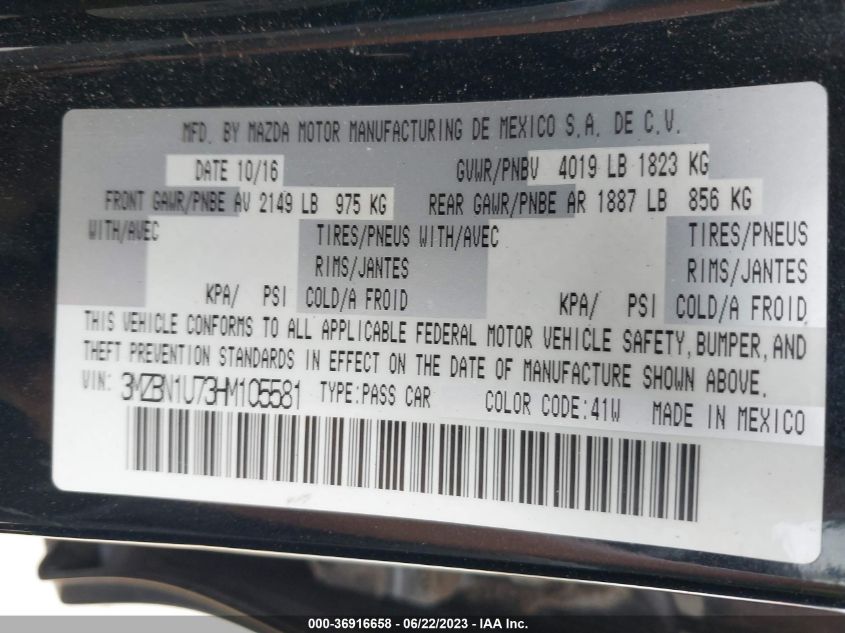 MFD. BY MAZDA MOTOR MANUFACTURING DE MEXICO S.A. DE C.V.
DATE 10/16 GVWR/PNBV 4019 LB 1823 KG
FRONT GAWR/PNBE AV 2149 LB 975 KG REAR GAWR/PNBE AR 1887 LB 856 KG
WITH/AVEC TIRES/PNEUS WITH/AVEC TIRES/PNEUS
RIMS/JANTES RIMS/JANTES
KPA/ PSI COLD/A FROID KPA/ PSI COLD/A FROID
THIS VEHICLE CONFORMS TO ALL APPLICABLE FEDERAL MOTOR VEHICLE SAFETY, BUMPER, AND
THEFT PREVENTION STANDARDS IN EFFECT ON THE DATE OF MANUFACTURE SHOWN ABOVE.
VIN: 3MZBN1U73HM105581 TYPE:PASS CAR COLOR CODE:41W MADE IN MEXICO
000-36916658 - 06/22/2023 - IAA Inc.